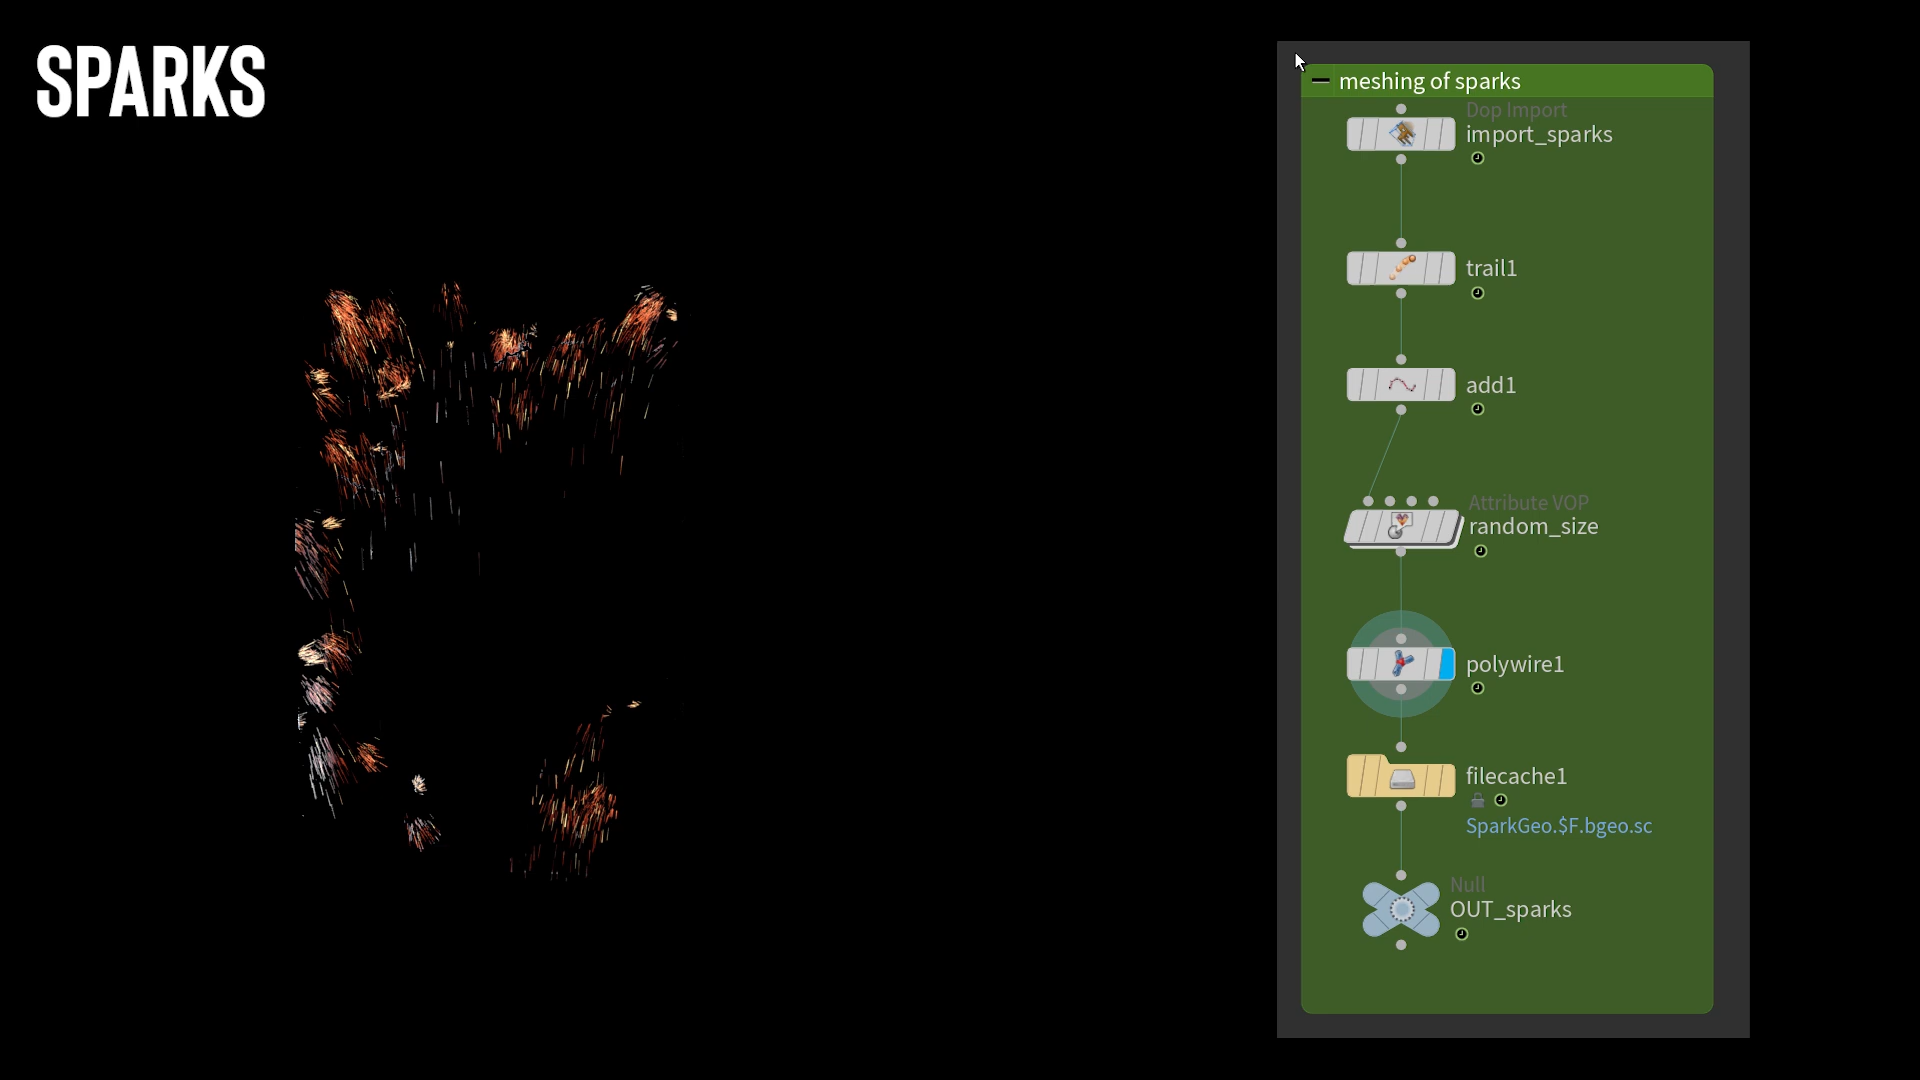 SPARKS
meshing of sparks
Dop Import
import_sparks
trail1
add1
Attribute VOP
random_size
polywire1
filecache1
SparkGeo.$F.bgeo.sc
Null
OUT_sparks